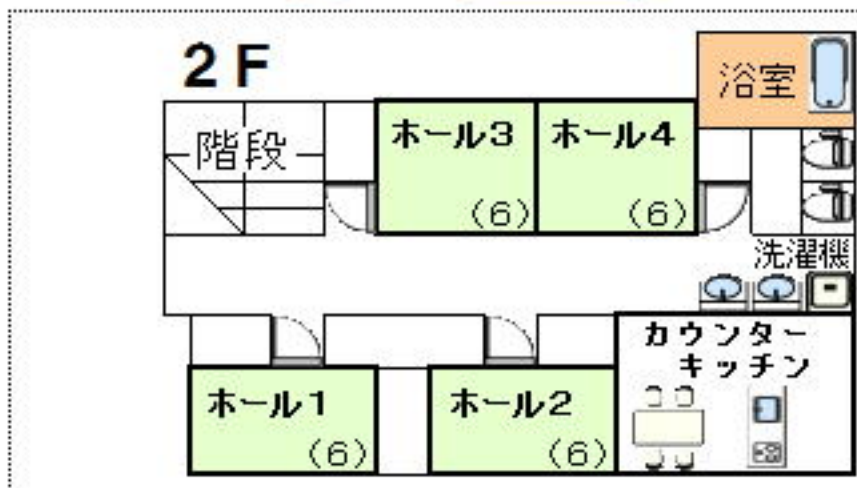 ２Ｆ
浴室
階段
ホール3
(6)
ホール4
(6)
洗濯機
カウンター
キッチン
ホール1
(6)
ホール2
(6)